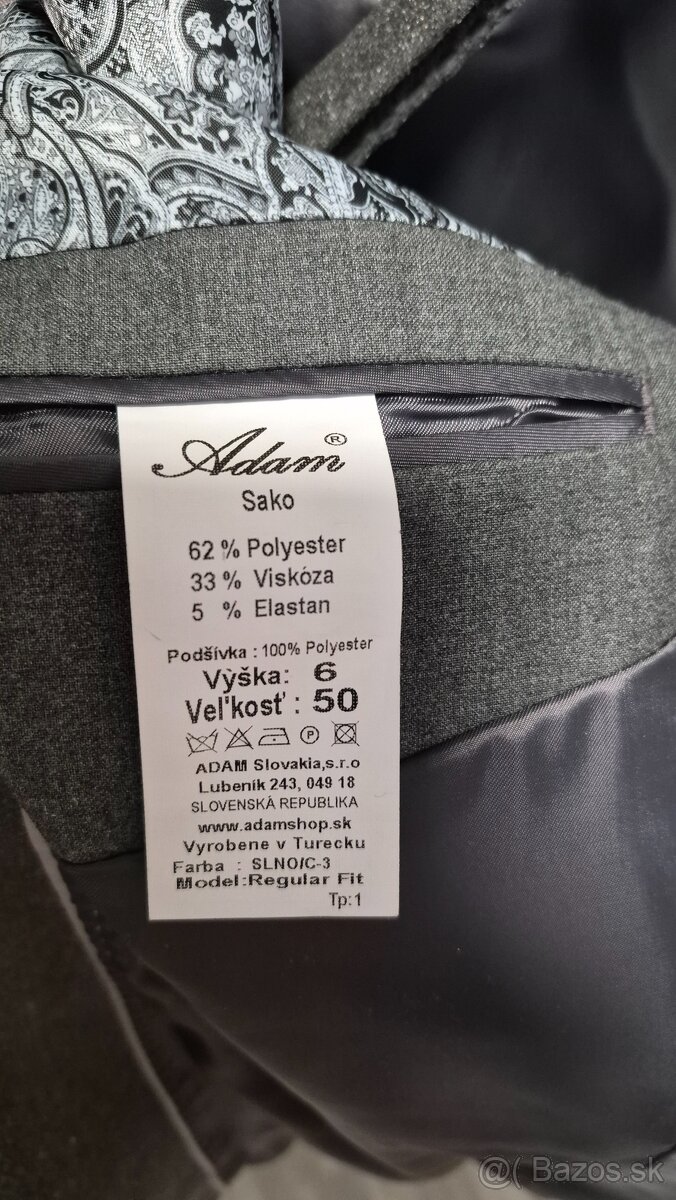 Adam®
Sako
62 % Polyester
33 % Viskóza
5 % Elastan
Podšívka : 100% Polyester
Výška: 6
Veľkosť : 50
P
ADAM Slovakia,s.r.o
Lubeník 243, 049 18
SLOVENSKÁ REPUBLIKA
www.adamshop.sk
Vyrobene v Turecku
Farba : SLNO/C-3
Model:Regular Fit
Tp:1
@( Bazos.sk